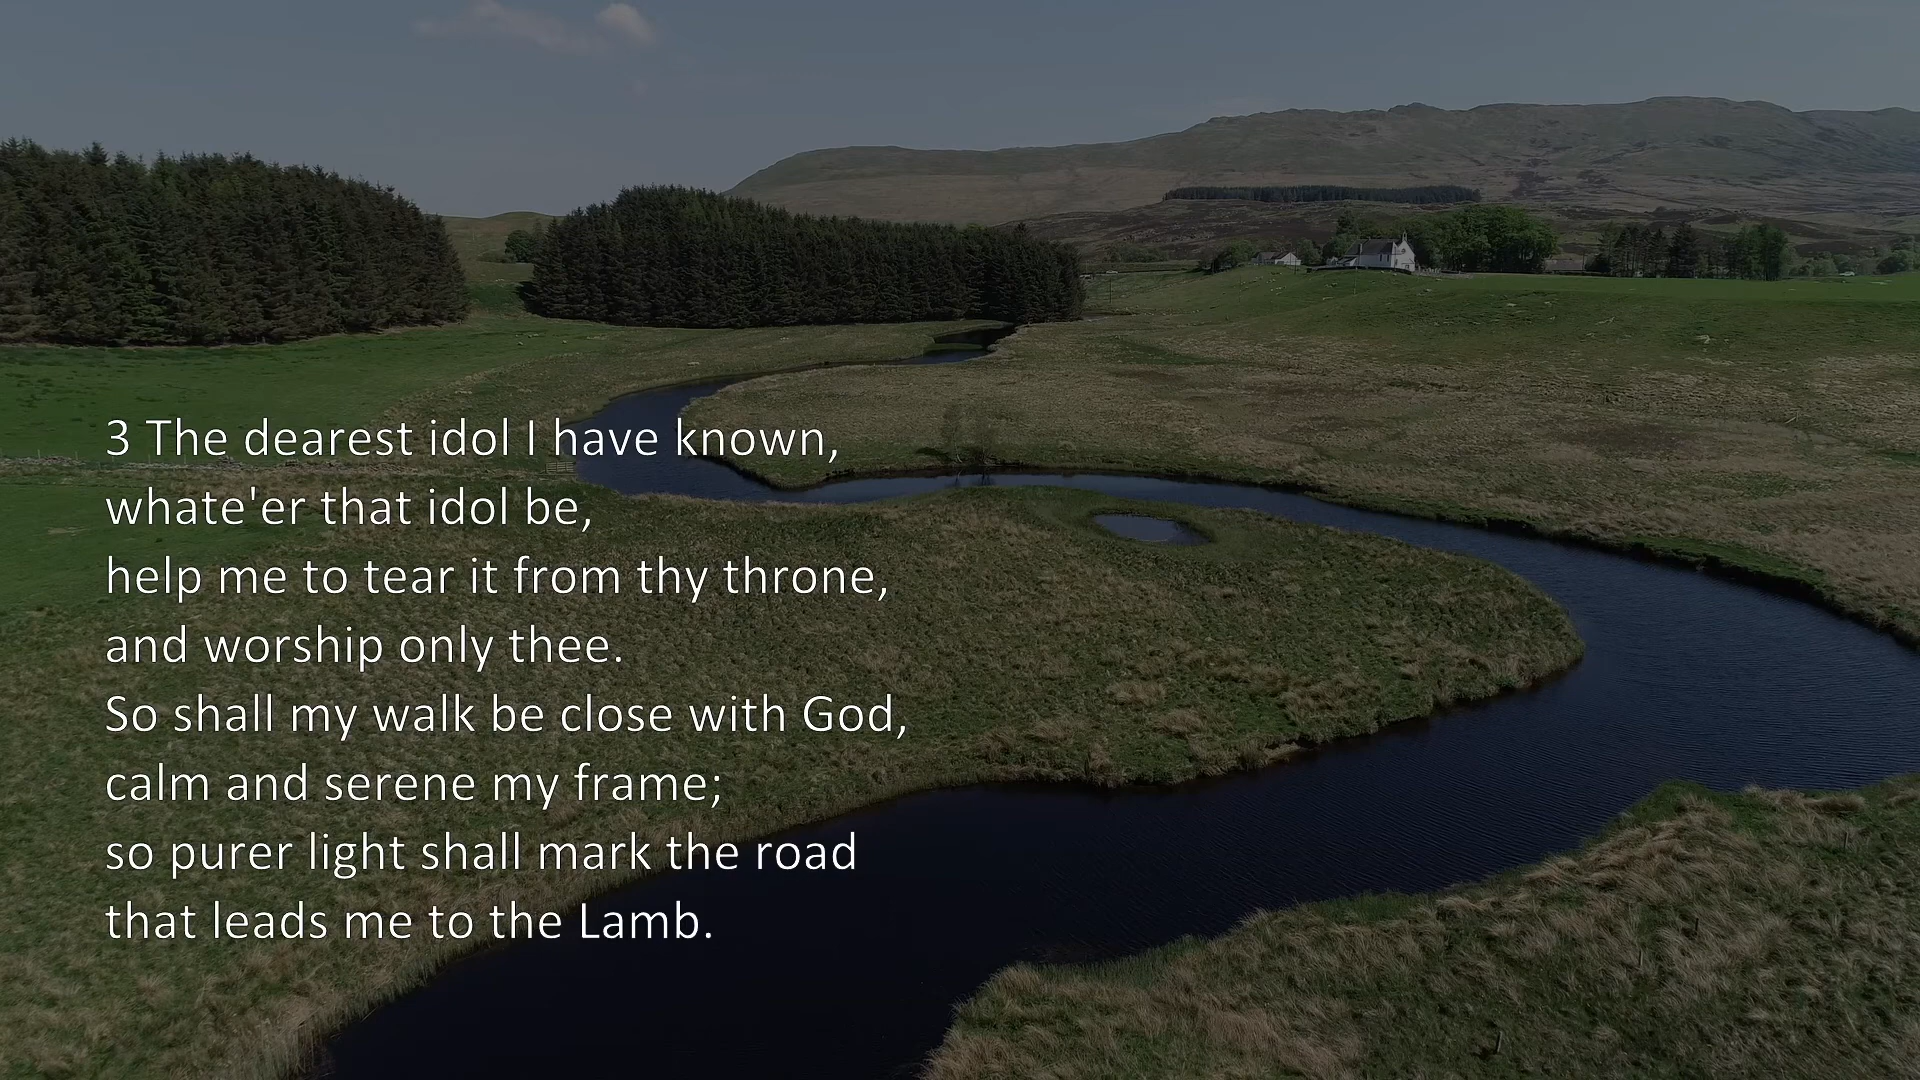 3 The dearest idol I have known,
whate'er that idol be,
help me to tear it from thy throne,
and worship only thee.
So shall my walk be close with God,
calm and serene my frame;
so purer light shall mark the road
that leads me to the Lamb.